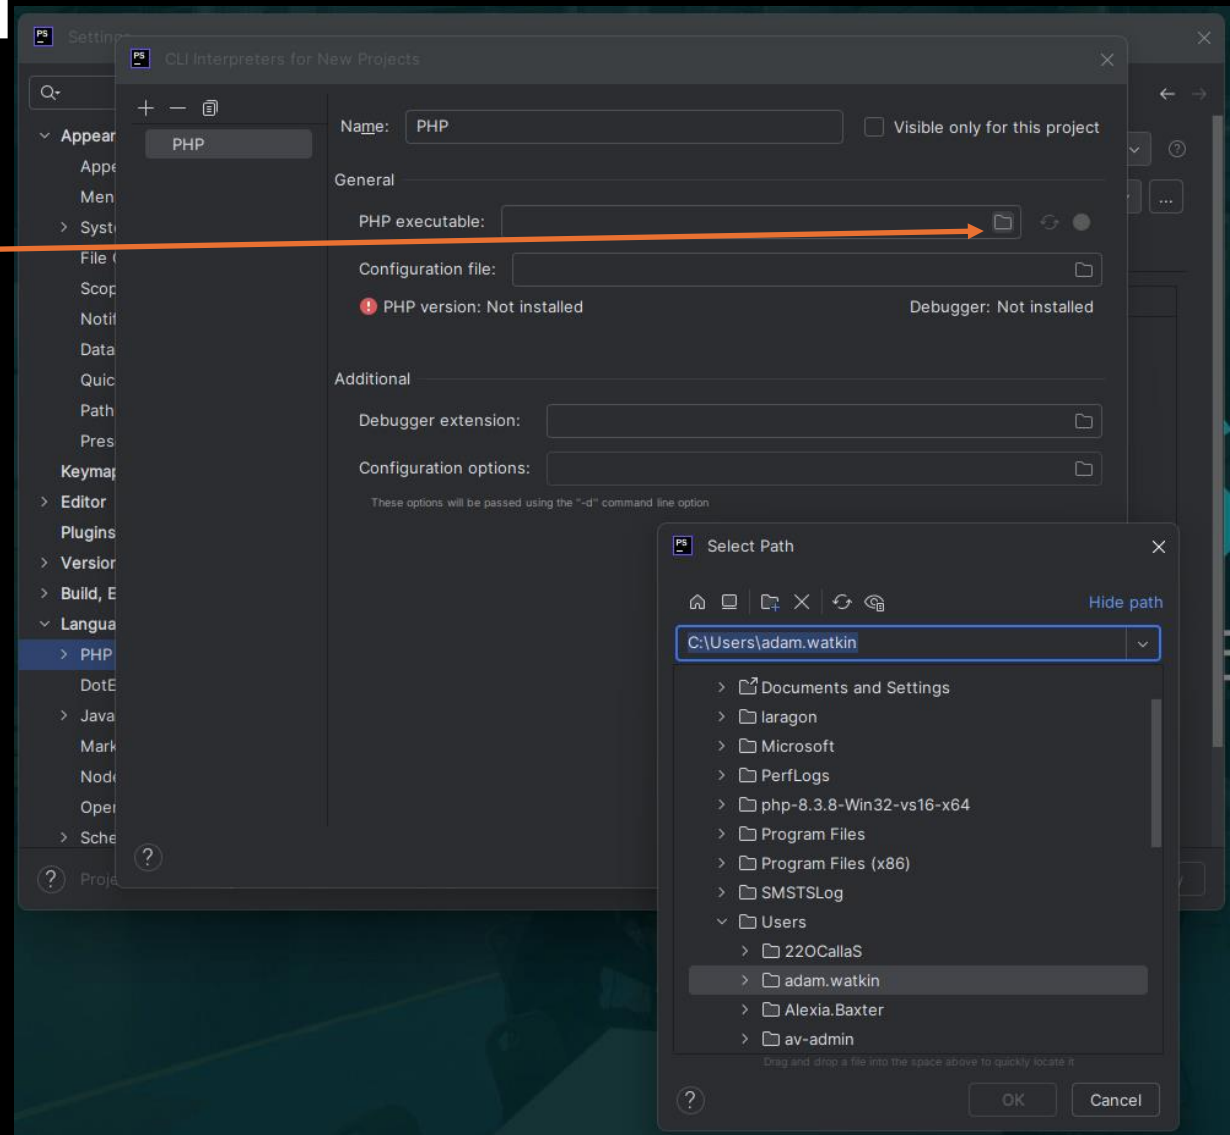 PS Settings
PS CLI Interpreters for New Projects
PHP
Name: PHP
Visible only for this project
General
PHP executable:
Configuration file:
PHP version: Not installed
Debugger: Not installed
Additional
Debugger extension:
Configuration options:
These options will be passed using the "-d" command line option
Appear
Appe
Men
Syst
File
Scop
Notif
Data
Quic
Path
Pres
Keymap
Editor
Plugins
Version
Build, E
Langua
PHP
DotE
Java
Mark
Node
Oper
Sche
Proje
PS Select Path
Hide path
C:\Users\adam.watkin
Documents and Settings
laragon
Microsoft
PerfLogs
php-8.3.8-Win32-vs16-x64
Program Files
Program Files (x86)
SMSTSLog
Users
22OCallaS
adam.watkin
Alexia.Baxter
av-admin
Drag and drop a file into the space above to quickly locate it
OK
Cancel